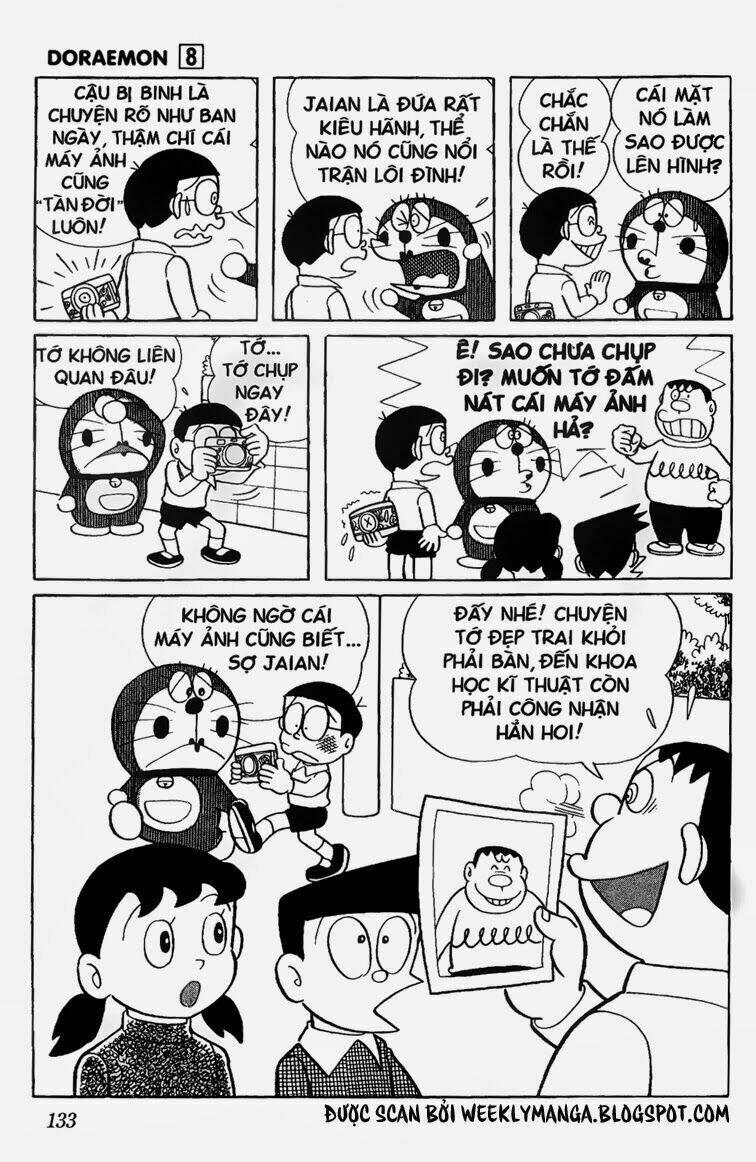 DORAEMON 8
CẬU BỊ BINH LÀ
CHUYỆN RÕ NHƯ BAN
NGÀY, THẬM CHÍ CÁI
MÁY ẢNH
CŨNG
"TÀN ĐỜI"
LUÔN!
JAIAN LÀ ĐỨA RẤT
KIÊU HÃNH, THỂ
NÀO NÓ CŨNG NỔI
TRẬN LÔI ĐÌNH!
CHẮC
CHẮN
LÀ THẾ
RỒI!
CÁI MẶT
NÓ LÀM
SAO ĐƯỢC
LÊN HÌNH?
TỚ KHÔNG LIÊN
QUAN ĐÂU!
TỚ...
TỚ CHỤP
NGAY
ĐÂY!
Ê! SAO CHƯA CHỤP
ĐI? MUỐN TỚ ĐẤM
NÁT CÁI MÁY ẢNH
HẢ?
KHÔNG NGỜ CÁI
MÁY ẢNH CŨNG BIẾT...
SỢ JAIAN!
ĐẤY NHÉ! CHUYỆN
TỚ ĐẸP TRAI KHỎI
PHẢI BÀN, ĐẾN KHOA
HỌC KĨ THUẬT CÒN
PHẢI CÔNG NHẬN
HẲN HOI!
133
ĐƯỢC SCAN BỞI WEEKLYMANGA.BLOGSPOT.COM